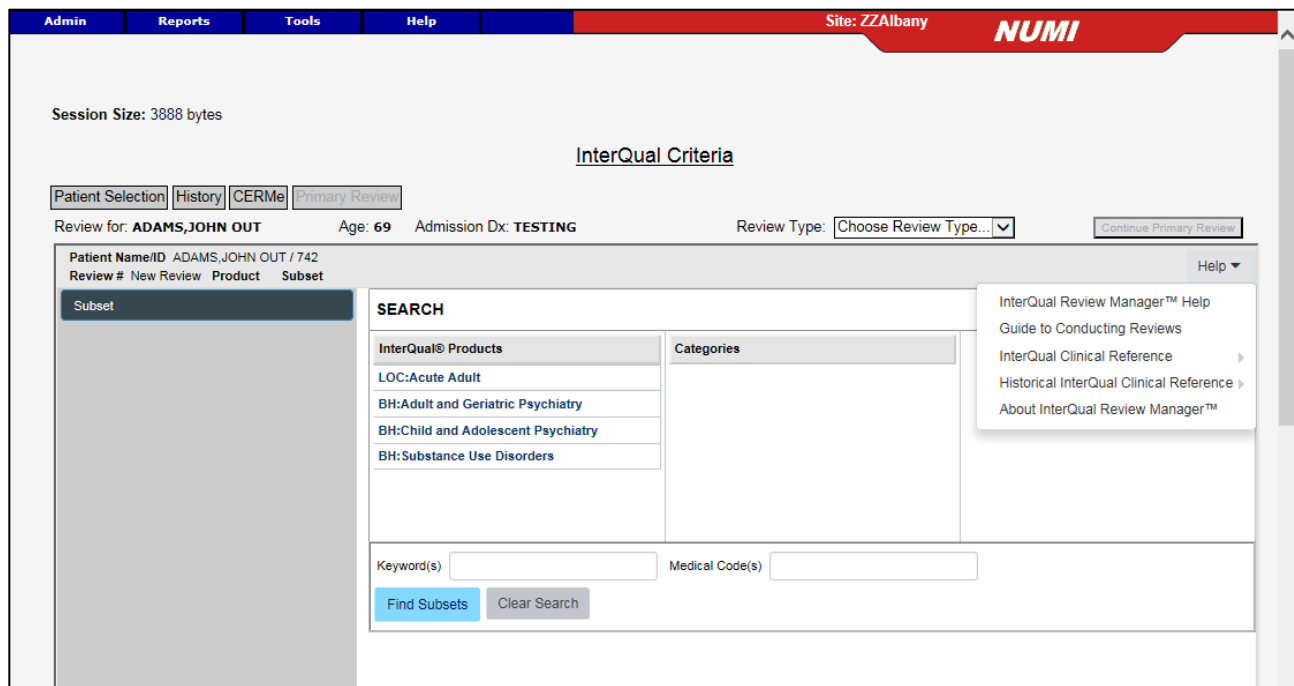 Admin Reports Tools Help Site: ZZAlbany NUMI
Session Size: 3888 bytes
InterQual Criteria
Patient Selection History CERMe Primary Review
Review for: ADAMS,JOHN OUT Age: 69 Admission Dx: TESTING Review Type: Choose Review Type... Continue Primary Review
Patient Name/ID ADAMS,JOHN OUT / 742
Review # New Review Product Subset
Help
Subset
SEARCH
InterQual® Products Categories
LOC:Acute Adult
BH:Adult and Geriatric Psychiatry
BH:Child and Adolescent Psychiatry
BH:Substance Use Disorders
InterQual Review Manager™ Help
Guide to Conducting Reviews
InterQual Clinical Reference
Historical InterQual Clinical Reference
About InterQual Review Manager™
Keyword(s) Medical Code(s)
Find Subsets Clear Search